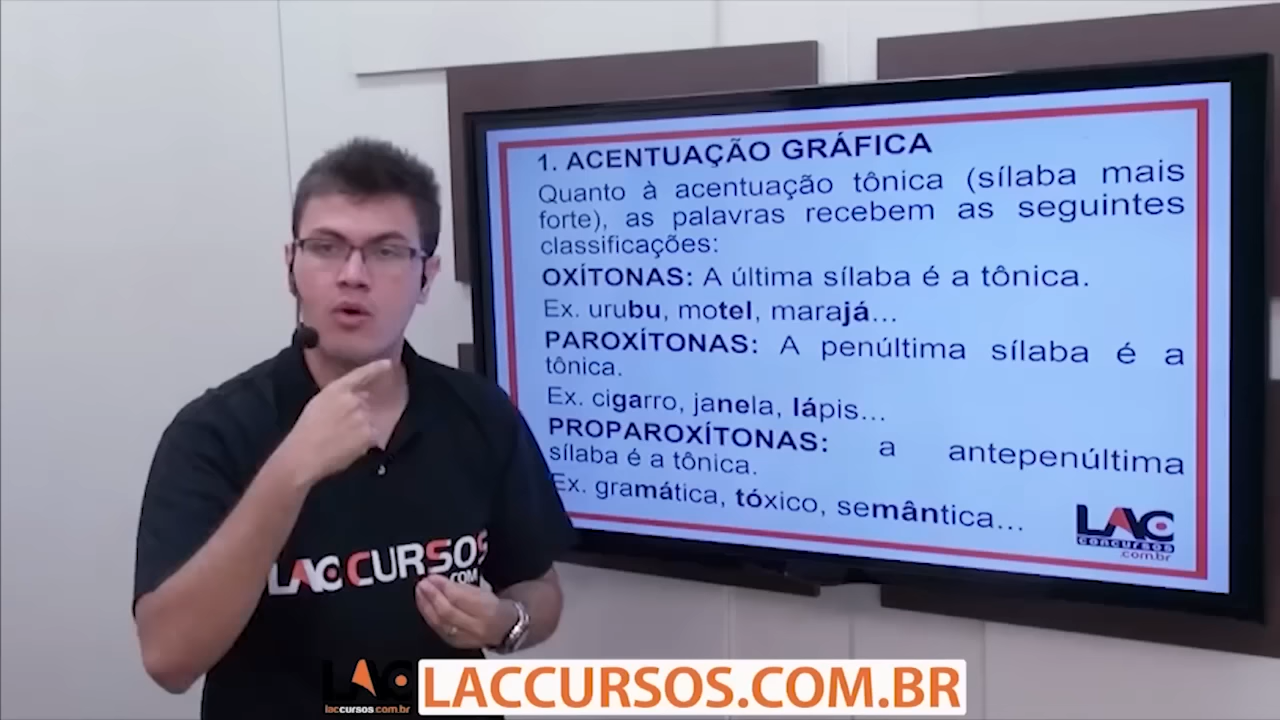 1. ACENTUAÇÃO GRÁFICA
Quanto à acentuação tônica (sílaba mais
forte), as palavras recebem as seguintes
classificações:
OXÍTONAS: A última sílaba é a tônica.
Ex. urubu, motel, marajá...
PAROXÍTONAS: A penúltima sílaba é a
tônica.
Ex. cigarro, janela, lápis...
PROPAROXÍTONAS: a antepenúltima
sílaba é a tônica.
Ex. gramática, tóxico, semântica...
LAC
concursos
.com.br
LAC CURSOS
.COM
LAC
laccursos.com.br
LACCURSOS.COM.BR